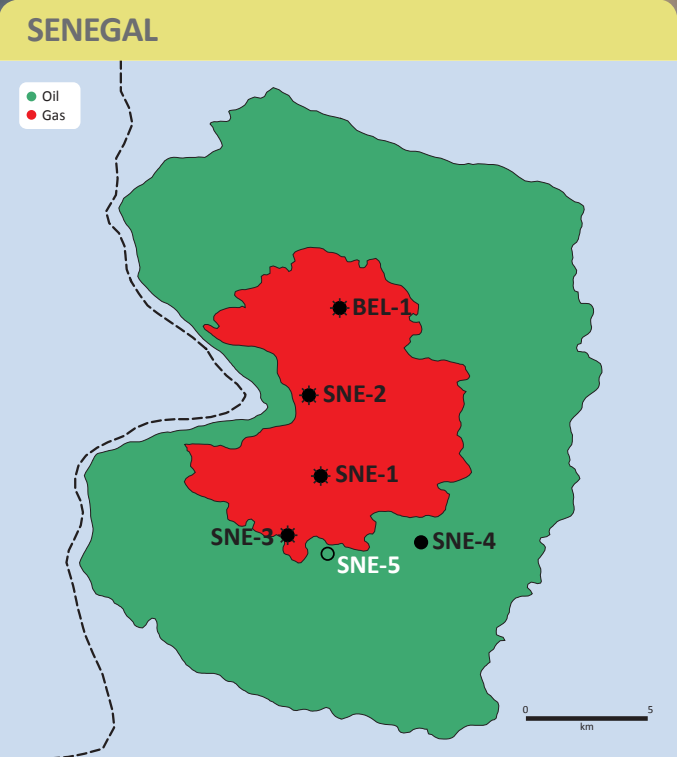 SENEGAL
Oil
Gas
BEL-1
SNE-2
SNE-1
SNE-3
SNE-4
SNE-5
0 5
km